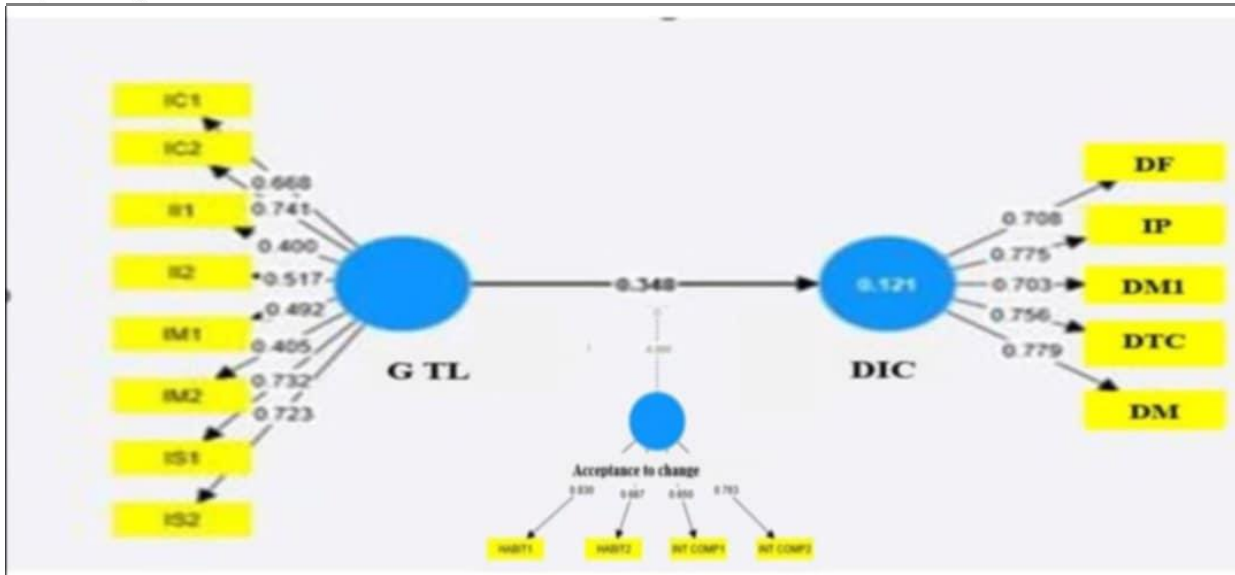 IC1
IC2
II1
II2
IM1
IM2
IS1
IS2
0.668
0.741
0.400
0.517
0.492
0.405
0.732
0.723
G TL
0.348
0.121
DIC
0.708
0.775
0.703
0.756
0.779
DF
IP
DM1
DTC
DM
Acceptance to change
HABIT1
HABIT2
INT COMP1
INT COMP2